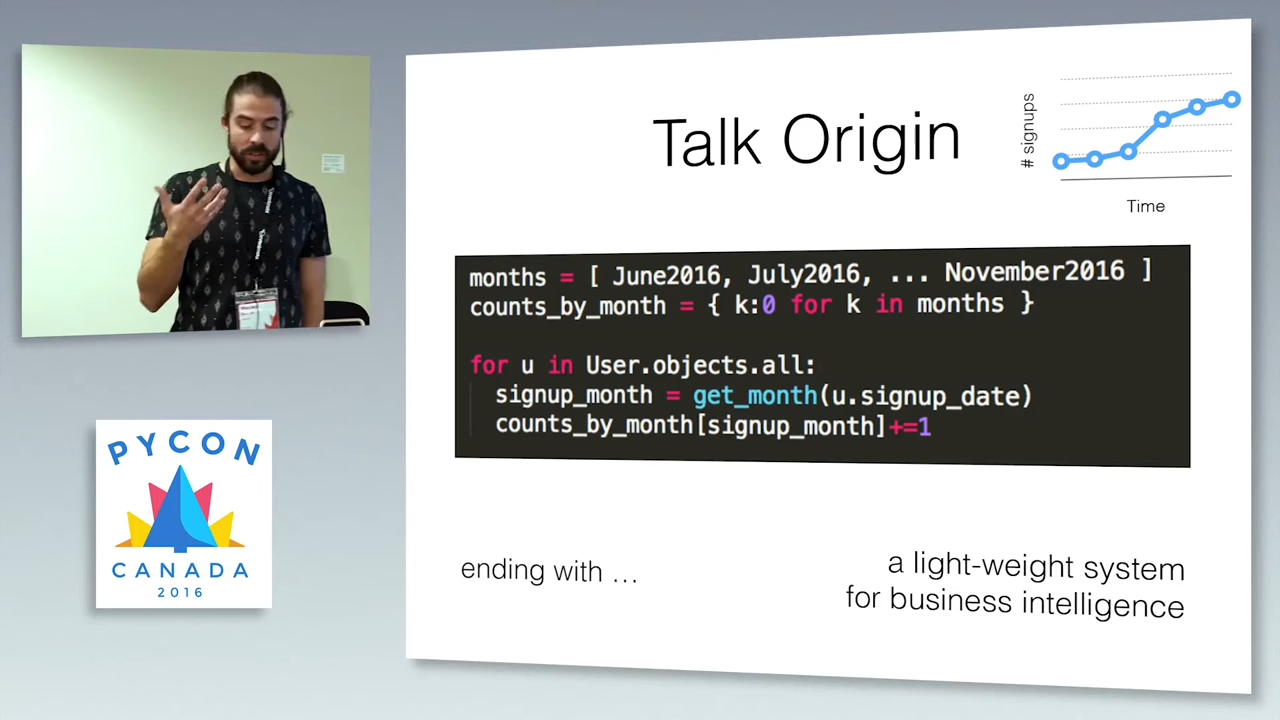 Talk Origin
# signups
Time
months = [ June2016, July2016, ... November2016 ]
counts_by_month = { k:0 for k in months }
for u in User.objects.all:
signup_month = get_month(u.signup_date)
counts_by_month[signup_month]+=1
ending with ...
a light-weight system
for business intelligence
PYCON
CANADA
2016